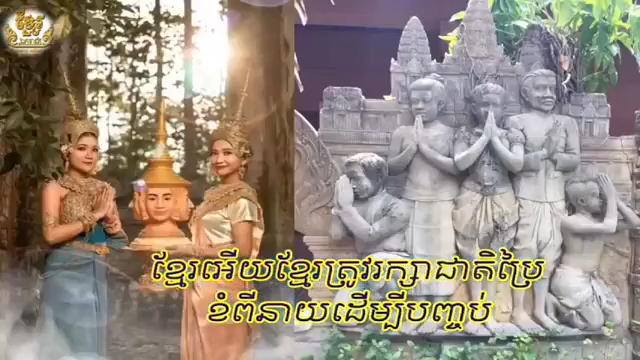 ខ្មែរអើយខ្មែរត្រូវរក្សាជាតិម្រៃ
ខំពីនាយដើម្បីបញ្ចប់